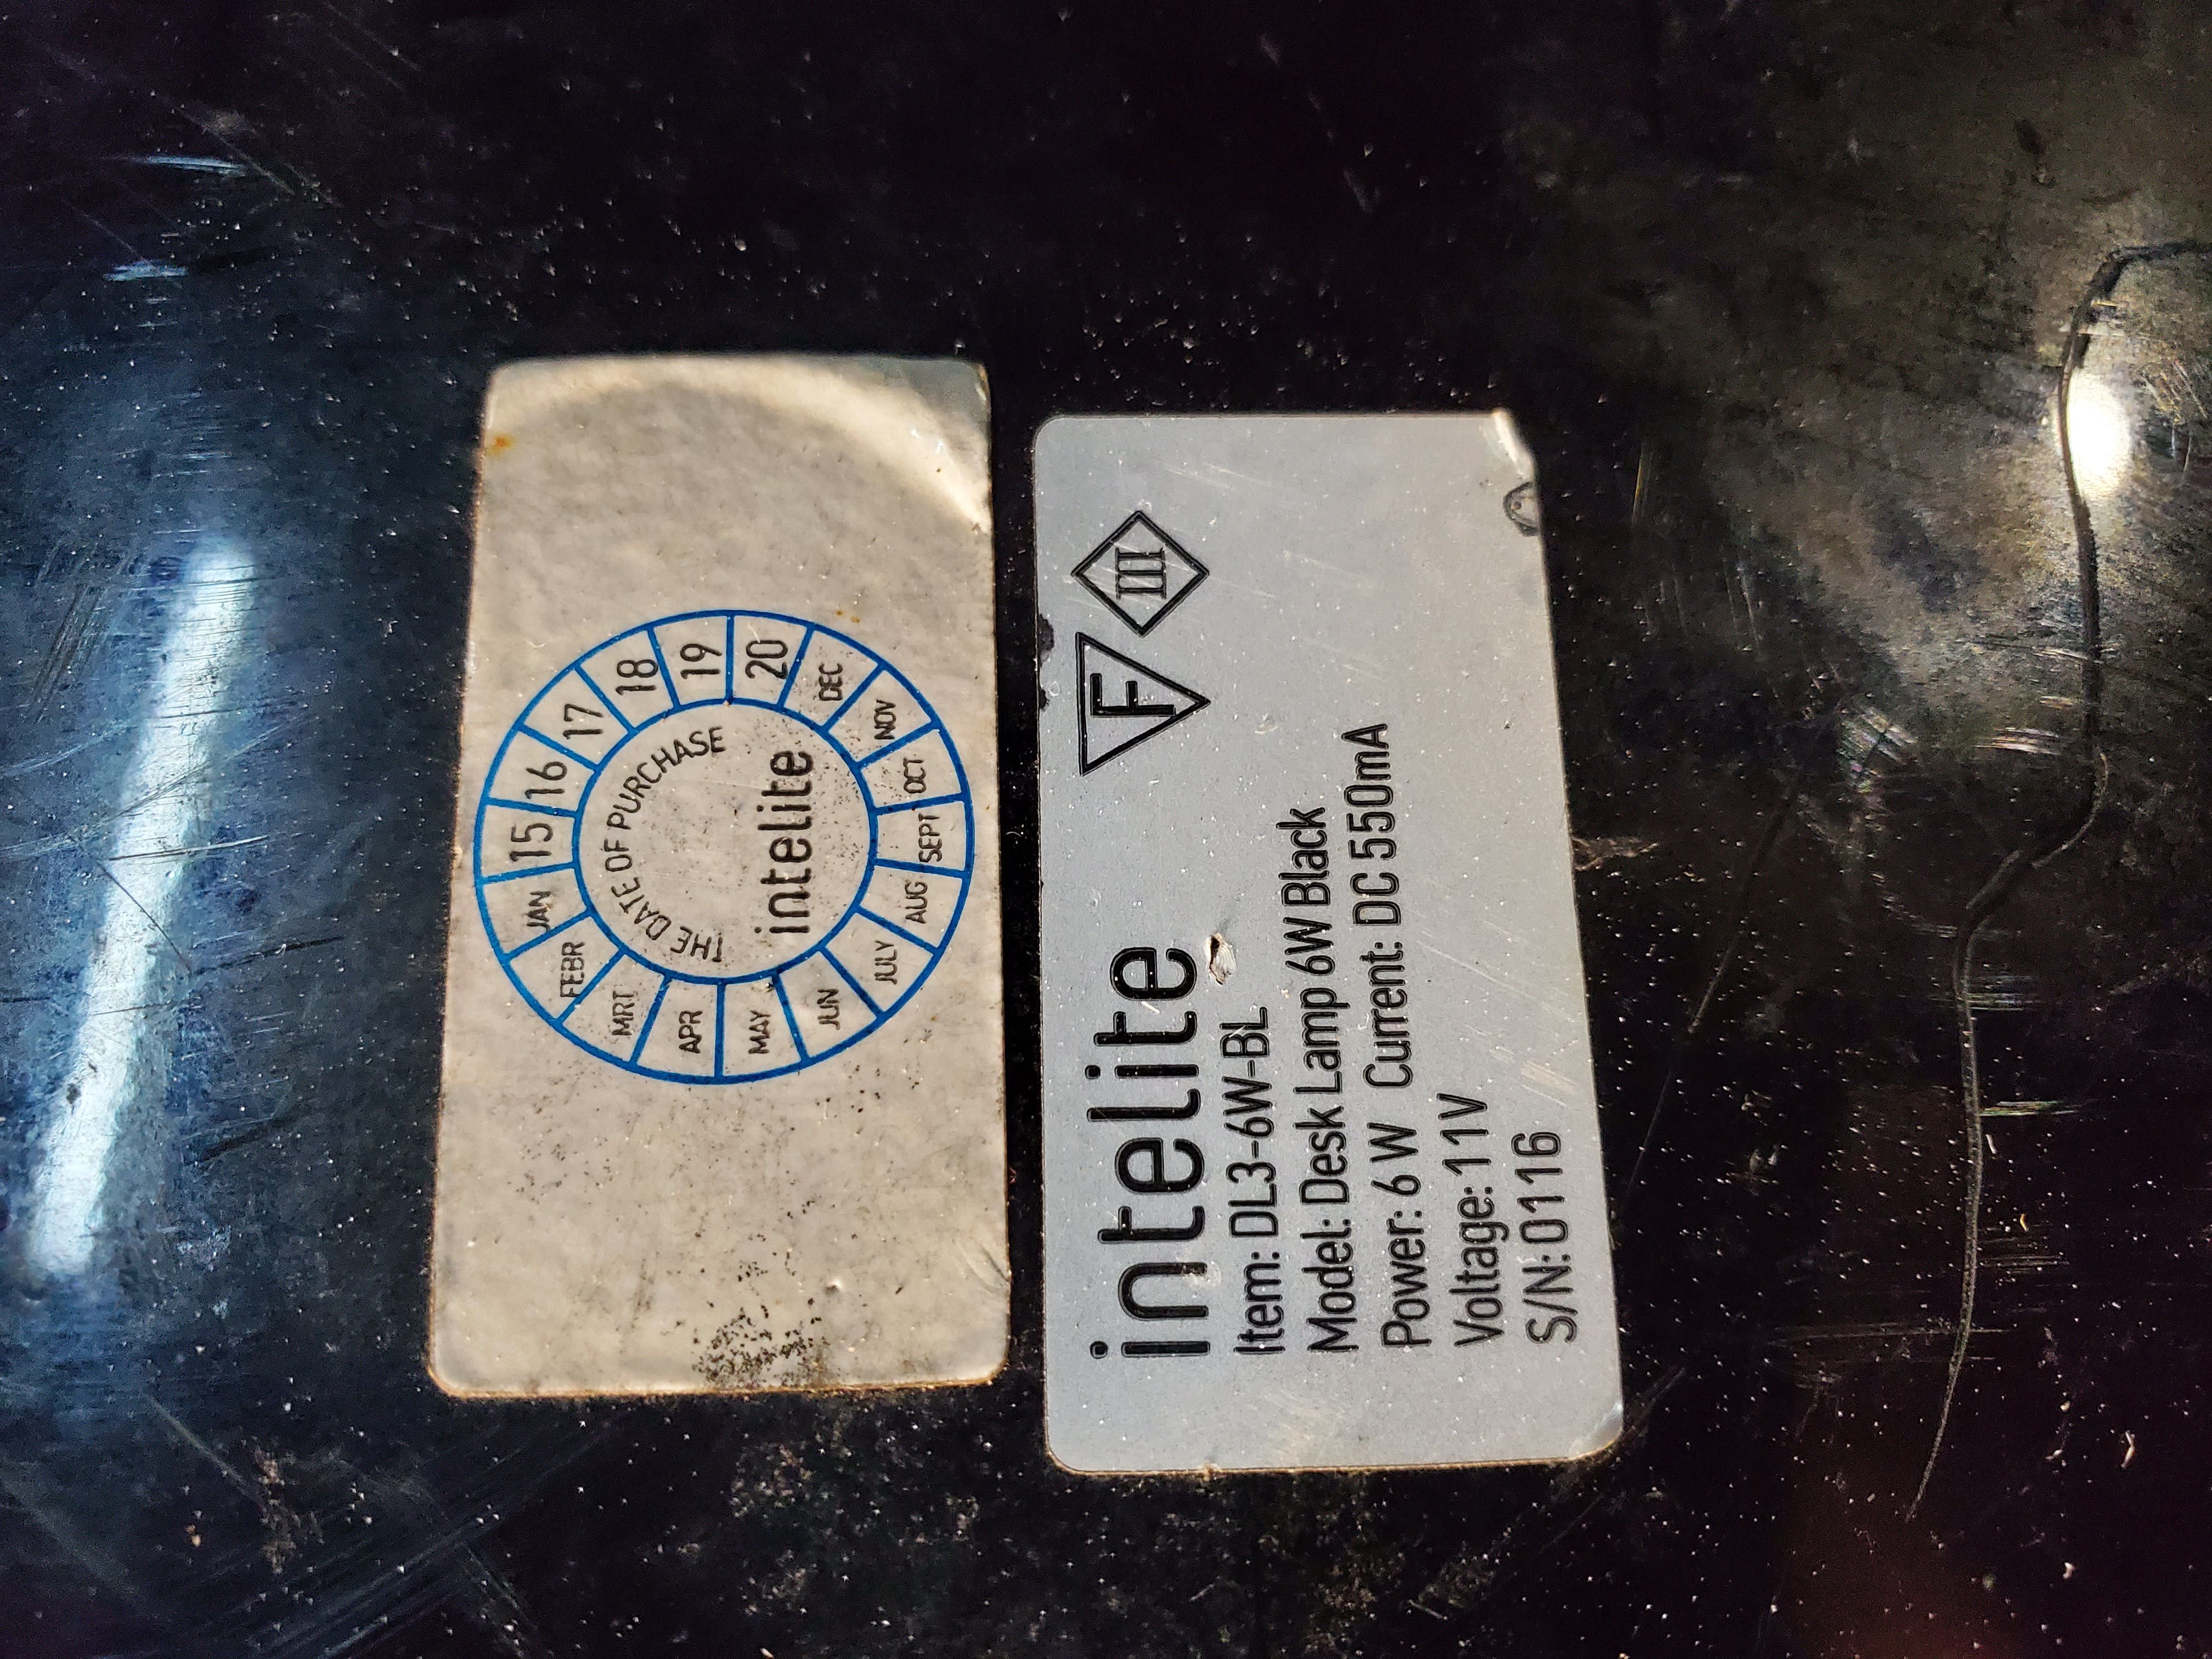 15 16 17 18 19 20
DEC
NOV
OCT
SEPT
AUG
JULY
JUN
MAY
APR
MRT
FEBR
JAN
THE DATE OF PURCHASE
intelite
intelite
F
III
Item: DL3-6W-BL
Model: Desk Lamp 6W Black
Power: 6 W Current: DC 550mA
Voltage: 11V
S/N: 0116